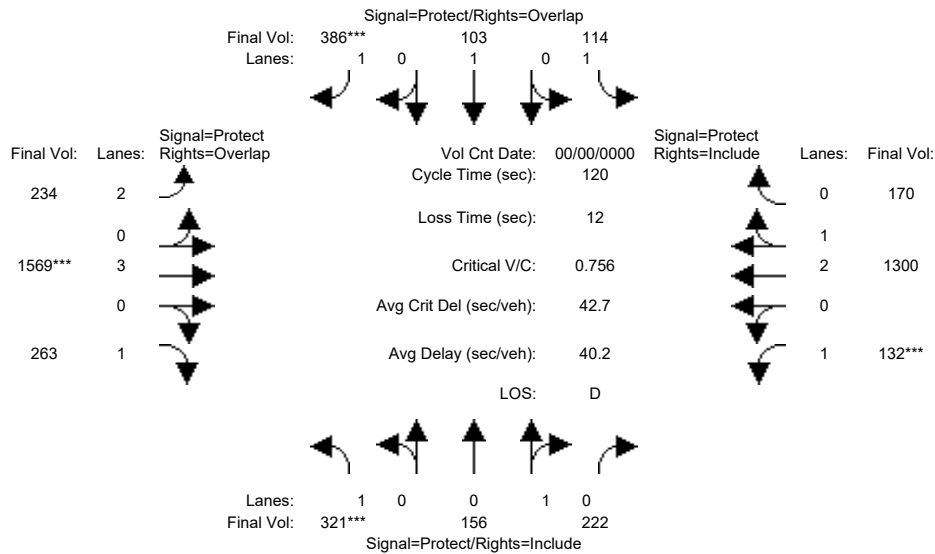 Signal=Protect/Rights=Overlap
Final Vol: 386*** 103 114
Lanes: 1 0 1 0 1
Signal=Protect Signal=Protect
Final Vol: Lanes: Rights=Overlap Vol Cnt Date: 00/00/0000 Rights=Include Lanes: Final Vol:
Cycle Time (sec): 120
234 2 0 170
Loss Time (sec): 12
0 1
1569*** 3 Critical V/C: 0.756 2 1300
0 Avg Crit Del (sec/veh): 42.7 0
263 1 Avg Delay (sec/veh): 40.2 1 132***
LOS: D
Lanes: 1 0 0 1 0
Final Vol: 321*** 156 222
Signal=Protect/Rights=Include